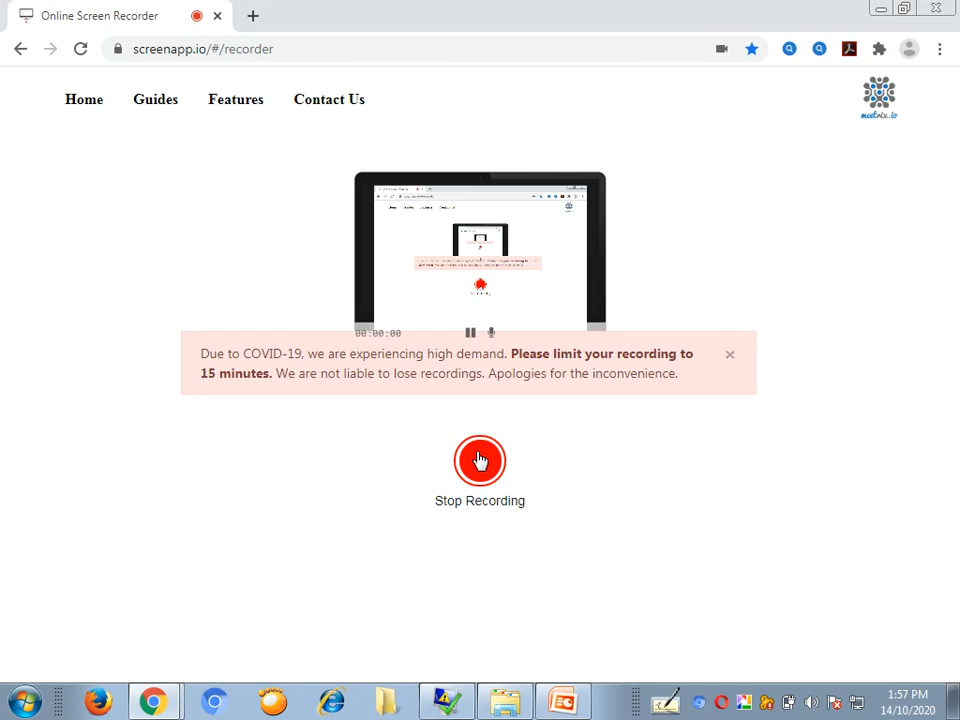 Online Screen Recorder
screenapp.io/#/recorder
Home Guides Features Contact Us
meetrix.io
00:00:00
Due to COVID-19, we are experiencing high demand. Please limit your recording to
15 minutes. We are not liable to lose recordings. Apologies for the inconvenience.
Stop Recording
1:57 PM
14/10/2020